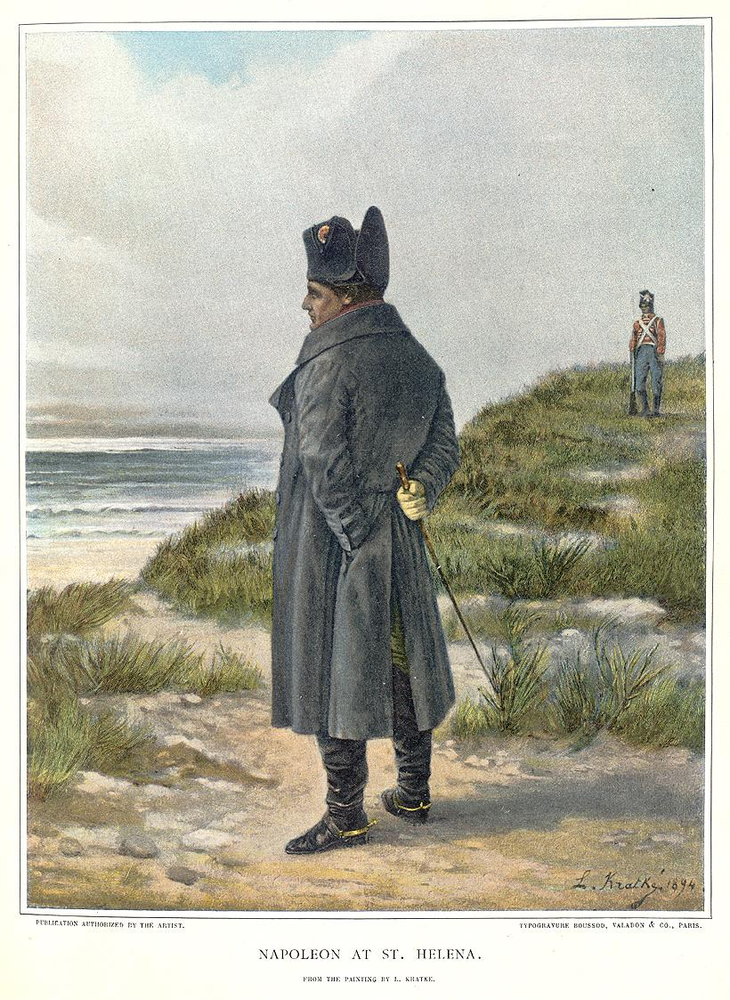 L. Kratké. 1894.
PUBLICATION AUTHORIZED BY THE ARTIST.
TYPOGRAVURE BOUSSOD, VALADON & CO., PARIS.
NAPOLEON AT ST. HELENA.
FROM THE PAINTING BY L. KRATKE.